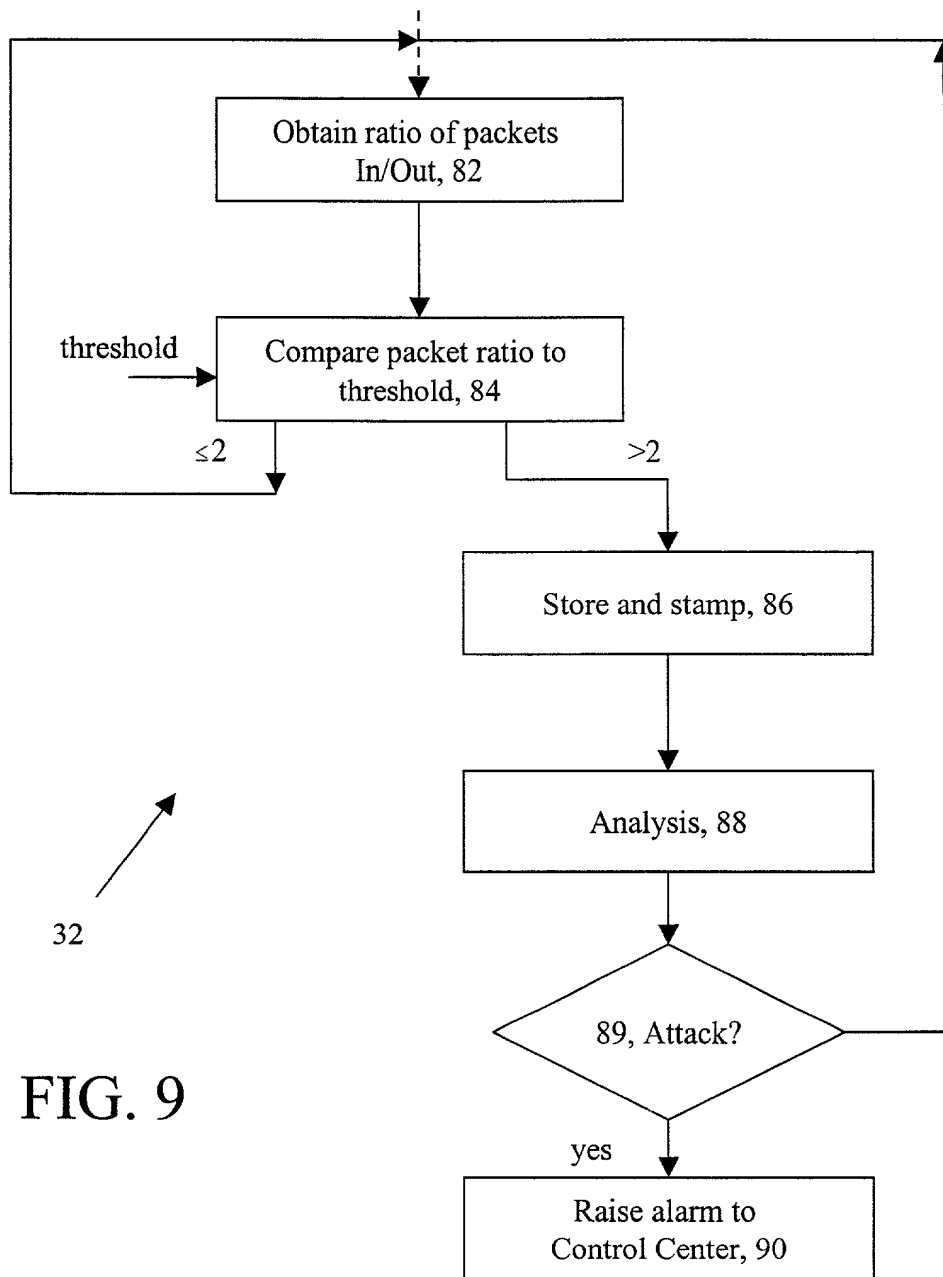 Obtain ratio of packets
In/Out, 82
threshold
Compare packet ratio to
threshold, 84
≤2
>2
Store and stamp, 86
Analysis, 88
32
89, Attack?
FIG. 9
yes
Raise alarm to
Control Center, 90